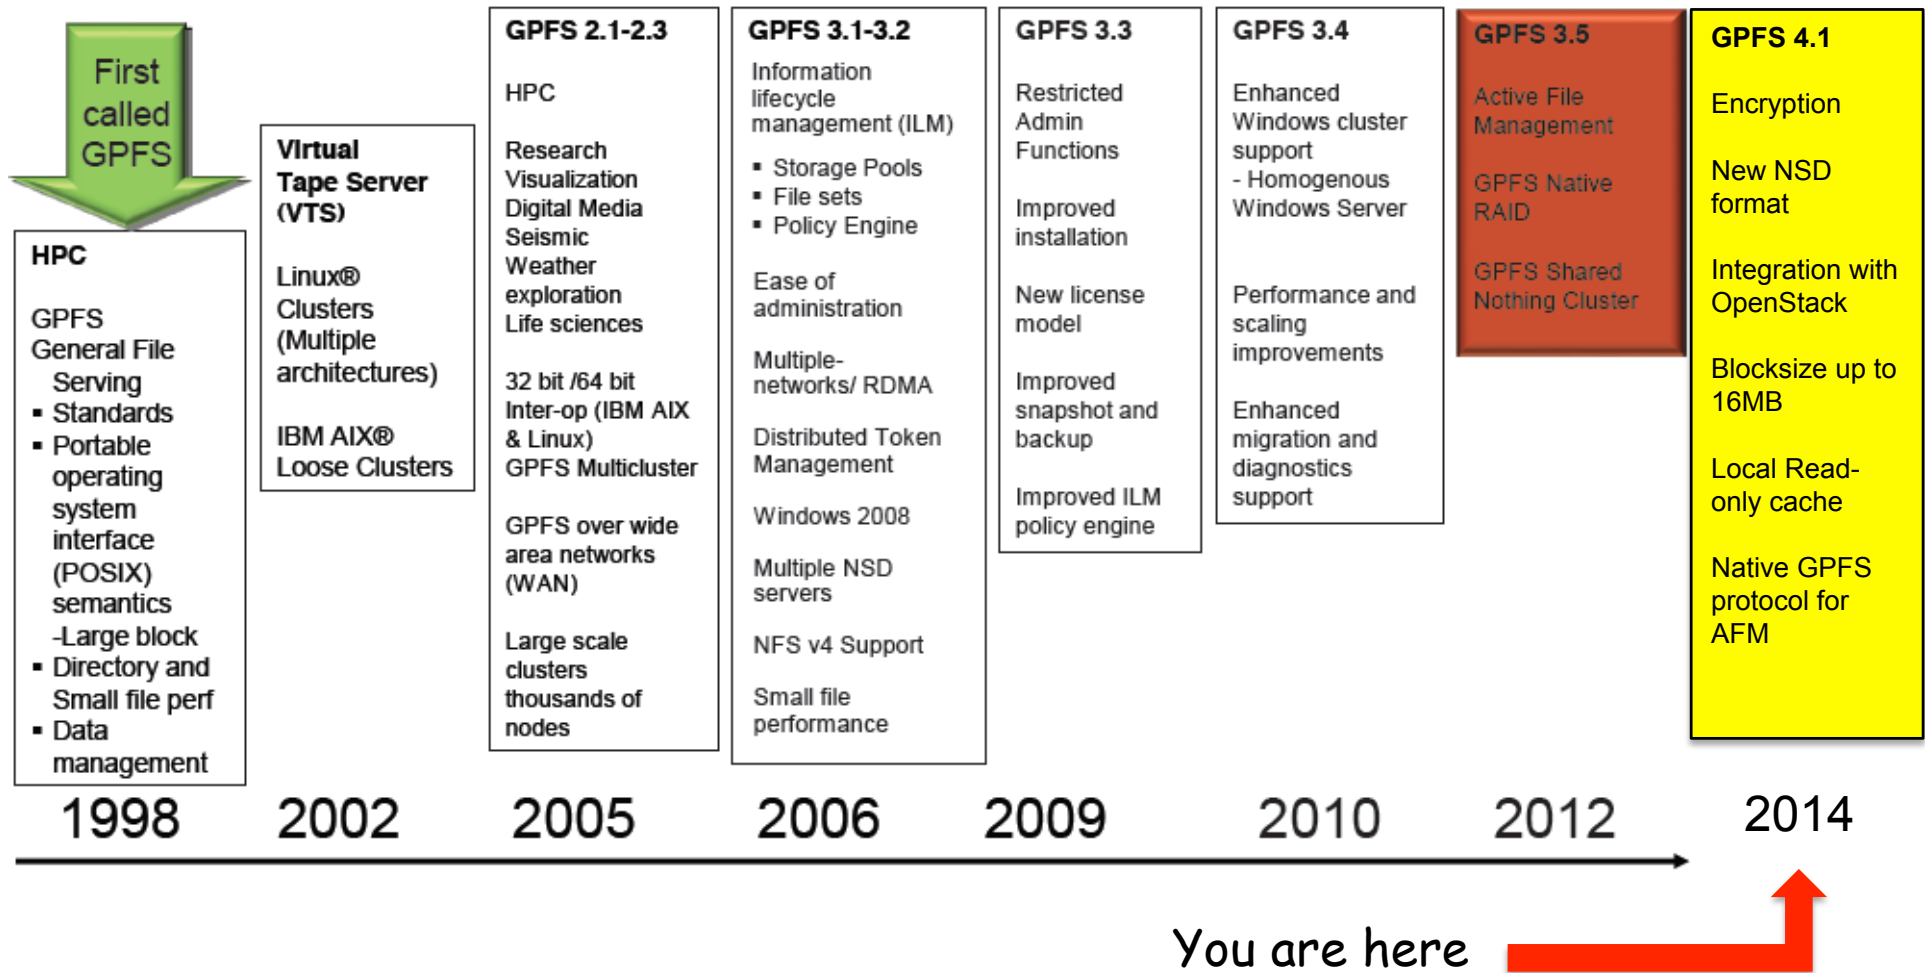 First
called
GPFS
HPC
GPFS
General File
Serving
▪ Standards
▪ Portable
operating
system
interface
(POSIX)
semantics
-Large block
▪ Directory and
Small file perf
▪ Data
management
1998
Virtual
Tape Server
(VTS)
Linux®
Clusters
(Multiple
architectures)
IBM AIX®
Loose Clusters
2002
GPFS 2.1-2.3
HPC
Research
Visualization
Digital Media
Seismic
Weather
exploration
Life sciences
32 bit /64 bit
Inter-op (IBM AIX
& Linux)
GPFS Multicluster
GPFS over wide
area networks
(WAN)
Large scale
clusters
thousands of
nodes
2005
GPFS 3.1-3.2
Information
lifecycle
management (ILM)
▪ Storage Pools
▪ File sets
▪ Policy Engine
Ease of
administration
Multiple-
networks/ RDMA
Distributed Token
Management
Windows 2008
Multiple NSD
servers
NFS v4 Support
Small file
performance
2006
GPFS 3.3
Restricted
Admin
Functions
Improved
installation
New license
model
Improved
snapshot and
backup
Improved ILM
policy engine
2009
GPFS 3.4
Enhanced
Windows cluster
support
- Homogenous
Windows Server
Performance and
scaling
improvements
Enhanced
migration and
diagnostics
support
2010
GPFS 3.5
Active File
Management
GPFS Native
RAID
GPFS Shared
Nothing Cluster
2012
GPFS 4.1
Encryption
New NSD
format
Integration with
OpenStack
Blocksize up to
16MB
Local Read-
only cache
Native GPFS
protocol for
AFM
2014
You are here